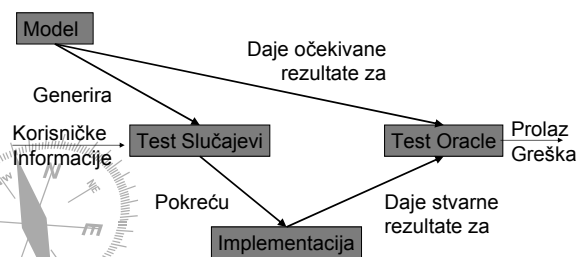 Model
Daje očekivane
rezultate za
Generira
Korisničke
Informacije
Test Slučajevi
Test Oracle
Prolaz
Greška
Pokreću
Daje stvarne
rezultate za
Implementacija
W
N
NE
E